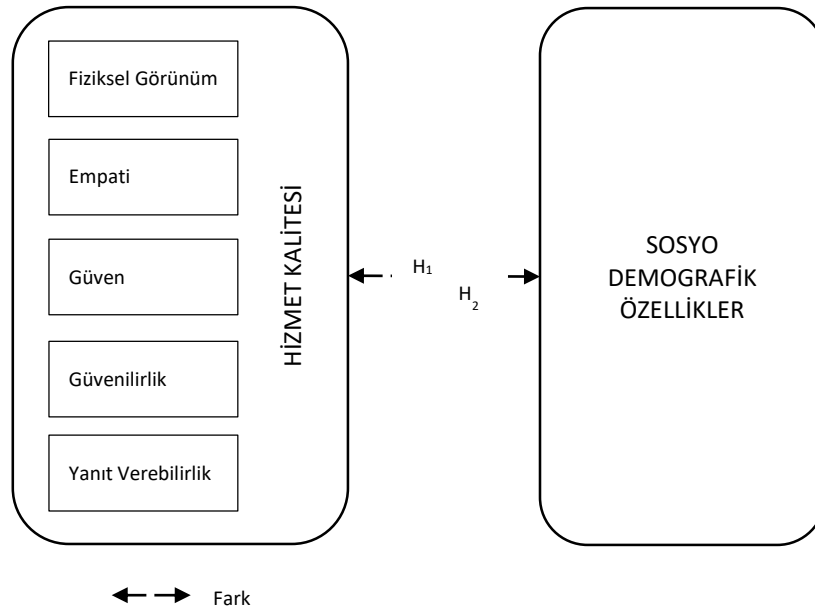 Fiziksel Görünüm
Empati
Güven
Güvenilirlik
Yanıt Verebilirlik
HİZMET KALİTESİ
H1
H2
SOSYO
DEMOGRAFİK
ÖZELLİKLER
Fark